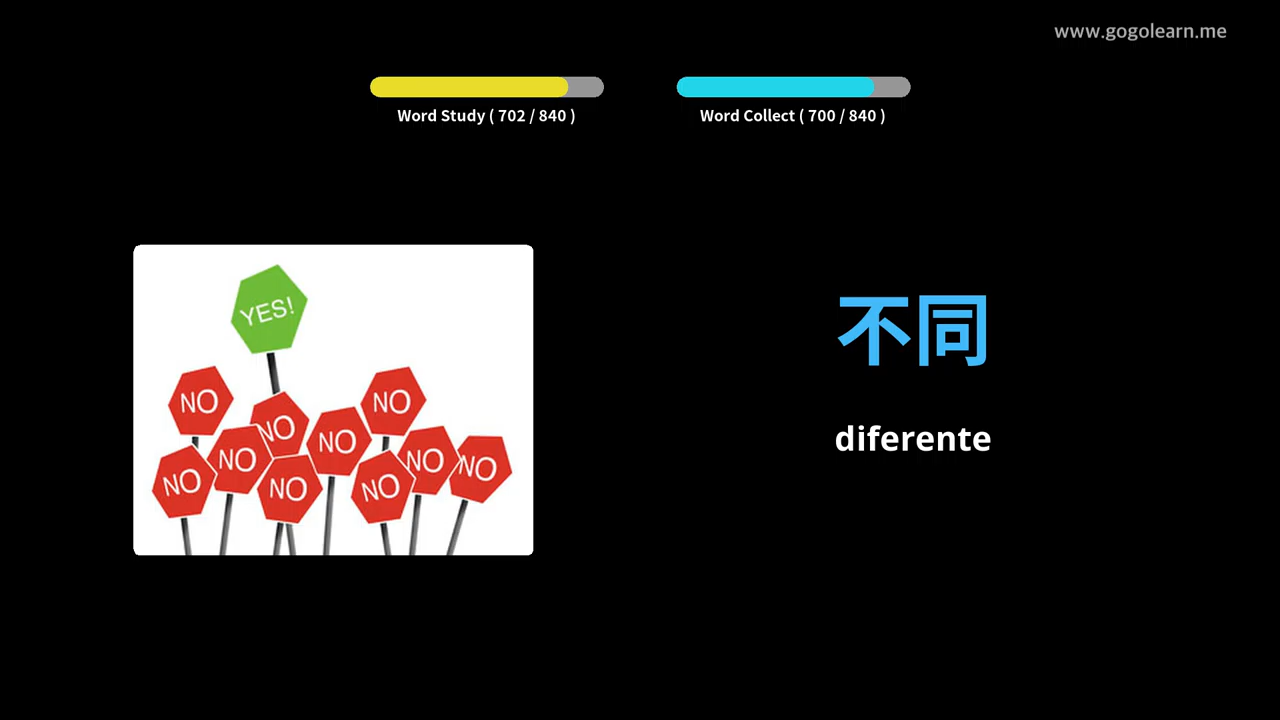 www.gogolearn.me
Word Study ( 702 / 840 )
Word Collect ( 700 / 840 )
YES!
NO
NO
NO
NO
NO
NO
NO
NO
NO
NO
不同
diferente